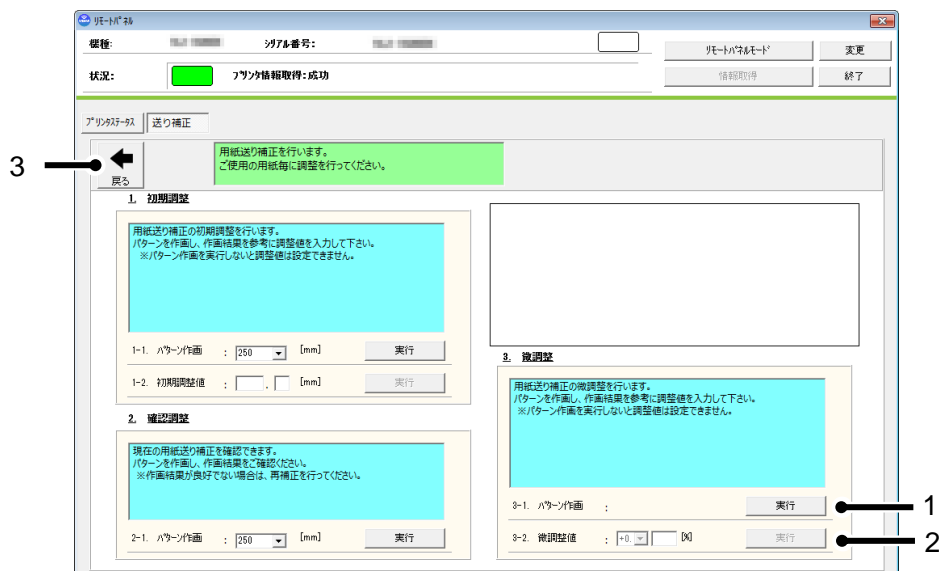 リモートパネル
機種:
シリアル番号:
リモートパネルモード
変更
状況:
プリンタ情報取得:成功
情報取得
終了
プリンタステータス
送り補正
3
戻る
用紙送り補正を行います。
ご使用の用紙毎に調整を行ってください。
1. 初期調整
用紙送り補正の初期調整を行います。
パターンを作画し、作画結果を参考に調整値を入力して下さい。
※パターン作画を実行しないと調整値は設定できません。
1-1. パターン作画 : 250 [mm] 実行
1-2. 初期調整値 : . [mm] 実行
2. 確認調整
現在の用紙送り補正を確認できます。
パターンを作画し、作画結果をご確認ください。
※作画結果が良好でない場合は、再補正を行ってください。
2-1. パターン作画 : 250 [mm] 実行
3. 微調整
用紙送り補正の微調整を行います。
パターンを作画し、作画結果を参考に調整値を入力して下さい。
※パターン作画を実行しないと調整値は設定できません。
3-1. パターン作画 : 実行
1
3-2. 微調整値 : +0. [%] 実行
2